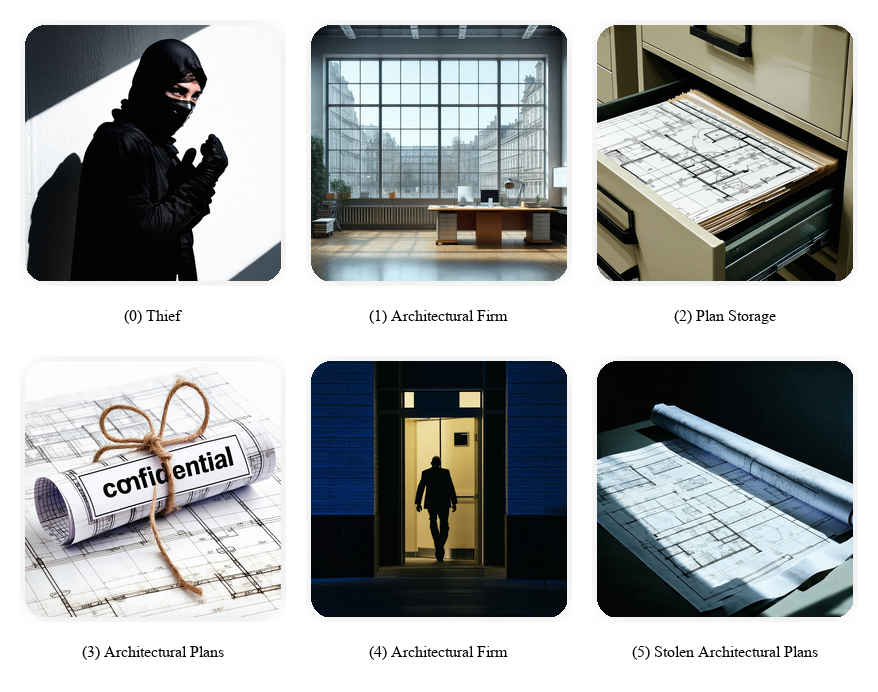 (0) Thief
(1) Architectural Firm
(2) Plan Storage
confidential
(3) Architectural Plans
(4) Architectural Firm
(5) Stolen Architectural Plans